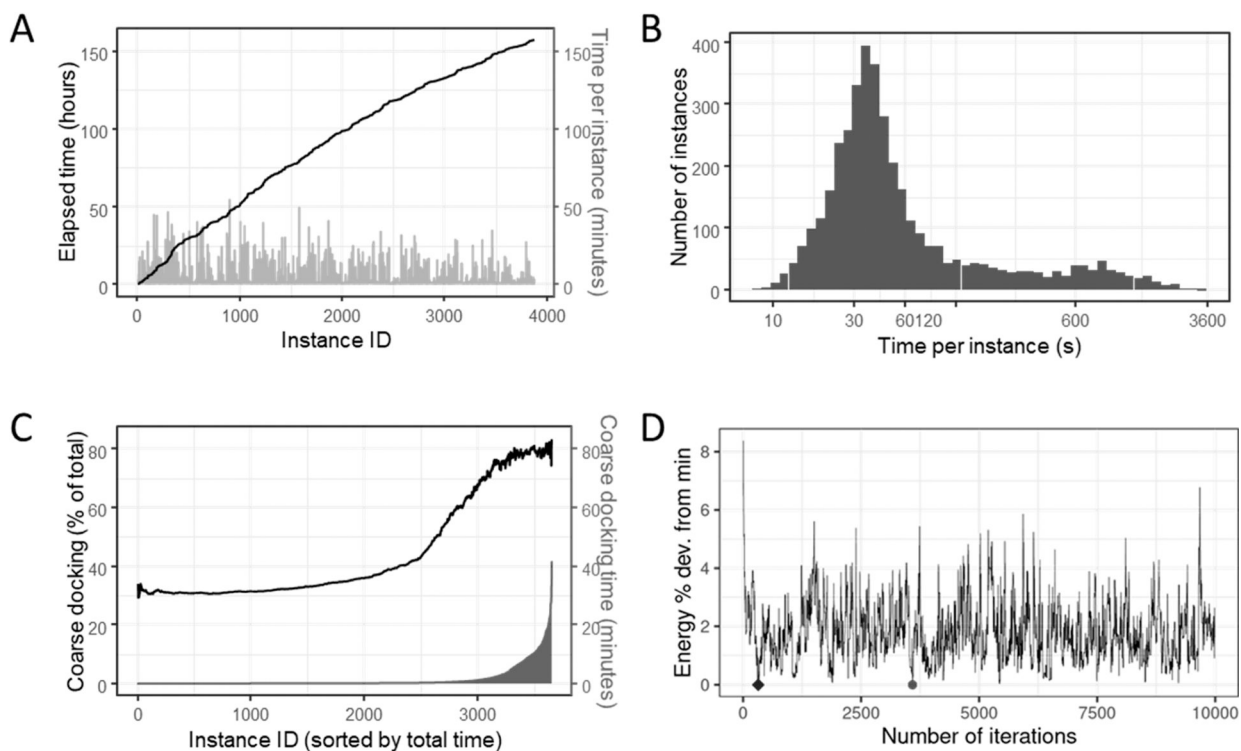 A
Elapsed time (hours)
150
100
50
0
150
100
50
0
Time per instance (minutes)
0 1000 2000 3000 4000
Instance ID
B
Number of instances
400
300
200
100
0
10 30 60 120 600 3600
Time per instance (s)
C
Coarse docking (% of total)
80
60
40
20
0
80
60
40
20
0
Coarse docking time (minutes)
0 1000 2000 3000
Instance ID (sorted by total time)
D
Energy % dev. from min
8
6
4
2
0
0 2500 5000 7500 10000
Number of iterations